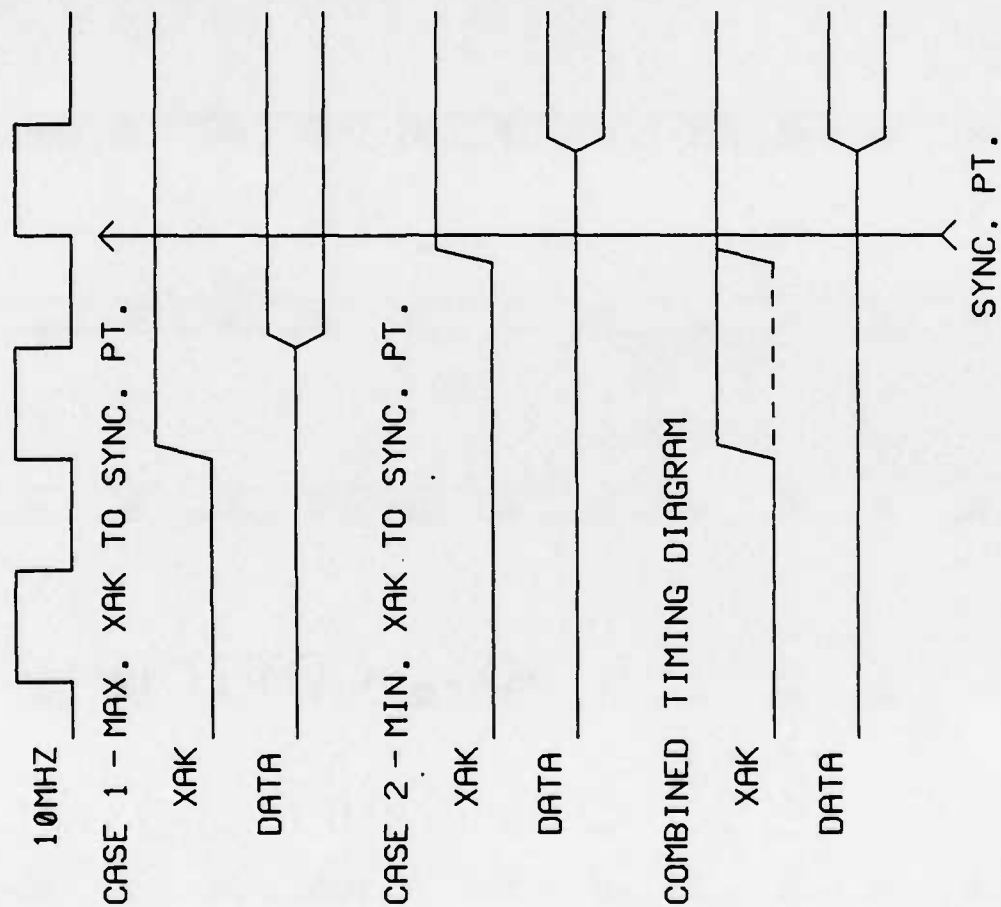 10MHZ
CASE 1 - MAX. XAK TO SYNC. PT.
XAK
DATA
CASE 2 - MIN. XAK TO SYNC. PT.
XAK
DATA
COMBINED TIMING DIAGRAM
XAK
DATA
SYNC. PT.